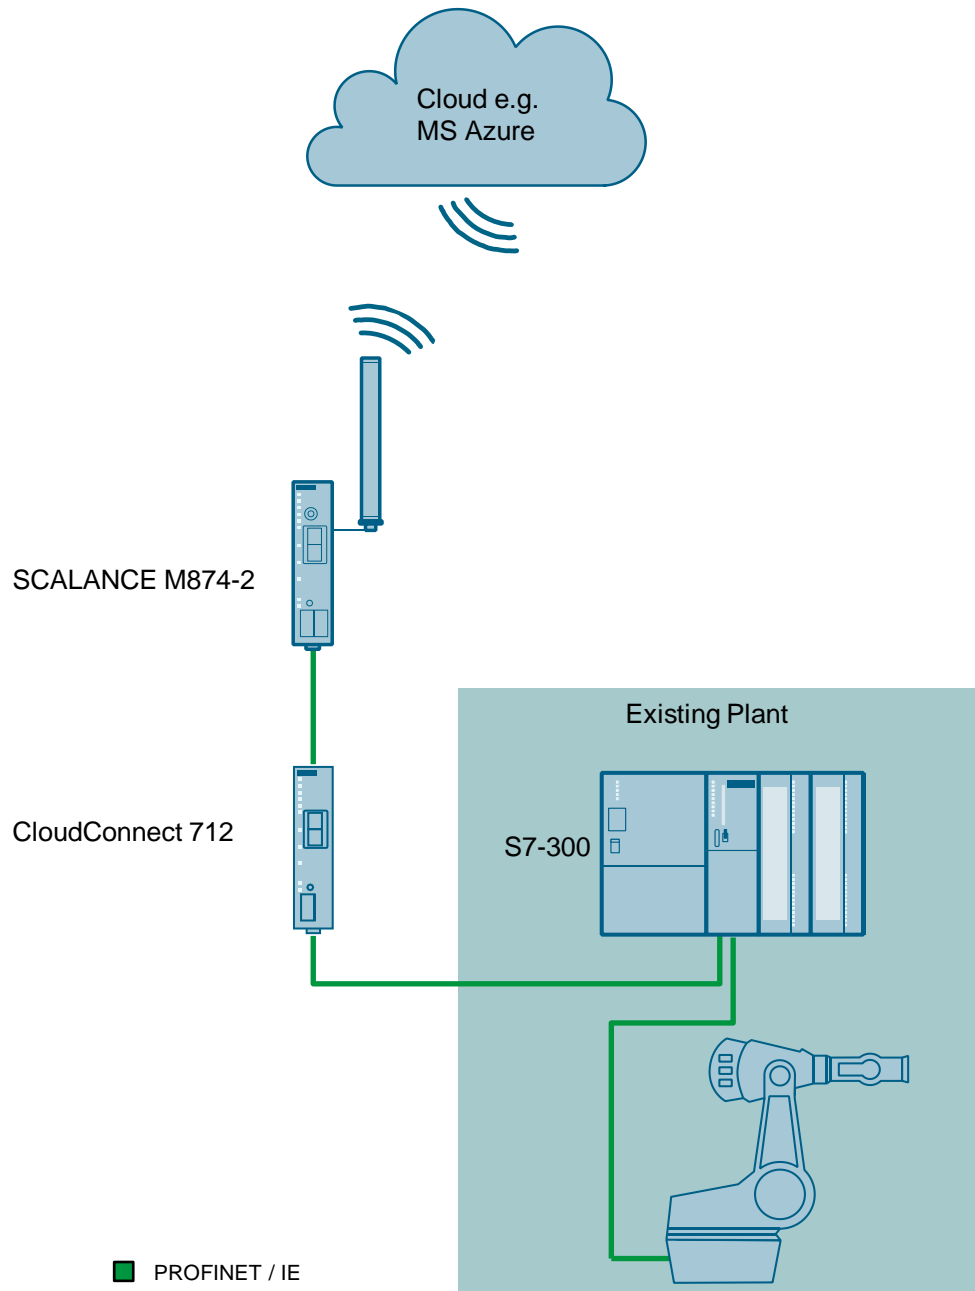 Cloud e.g.
MS Azure
SCALANCE M874-2
Existing Plant
CloudConnect 712
S7-300
PROFINET / IE